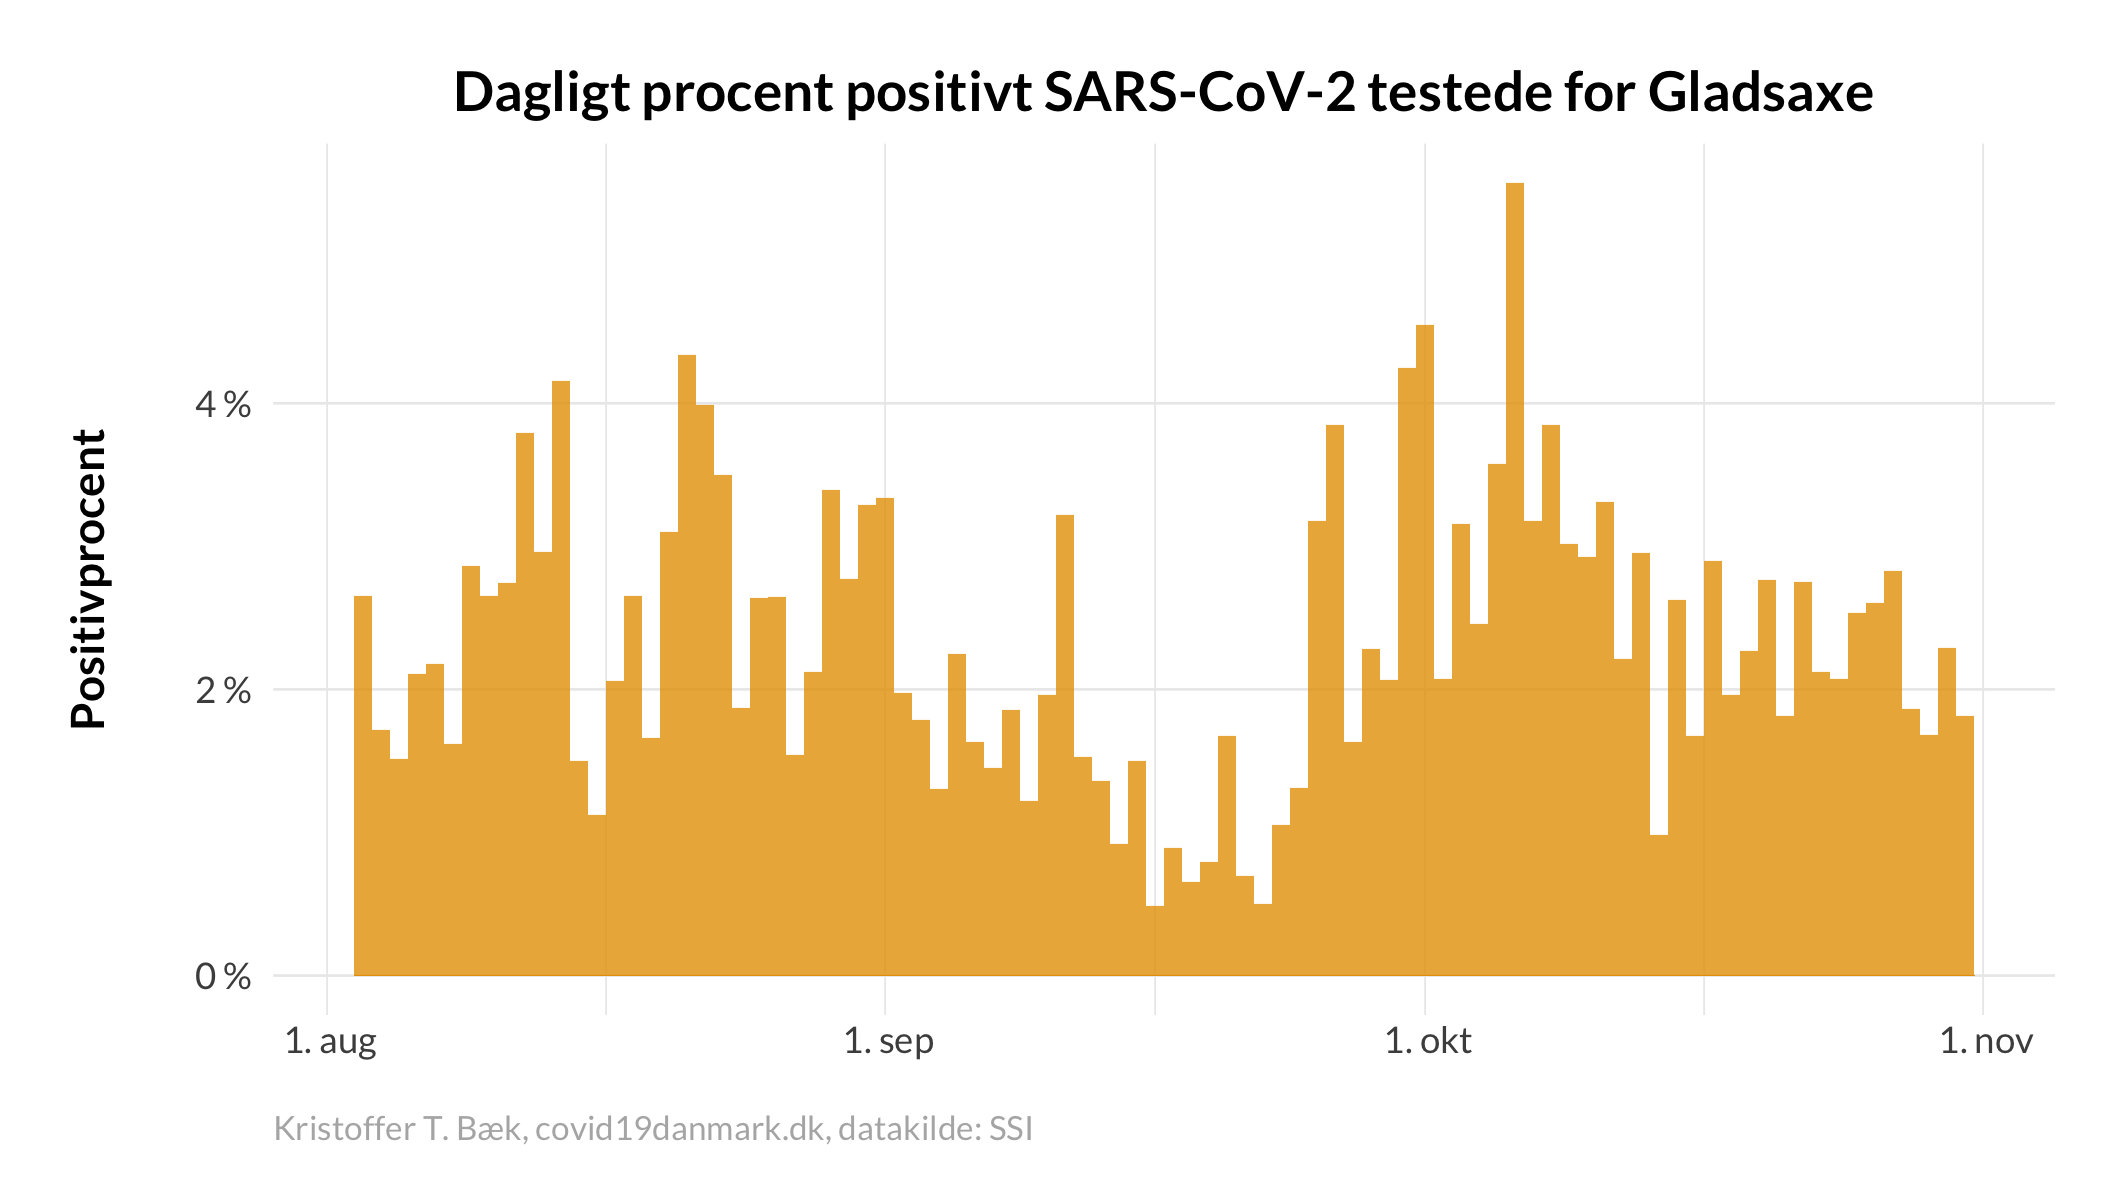 Dagligt procent positivt SARS-CoV-2 testede for Gladsaxe
Positivprocent
4 %
2 %
0 %
1. aug
1. sep
1. okt
1. nov
Kristoffer T. Bæk, covid19danmark.dk, datakilde: SSI